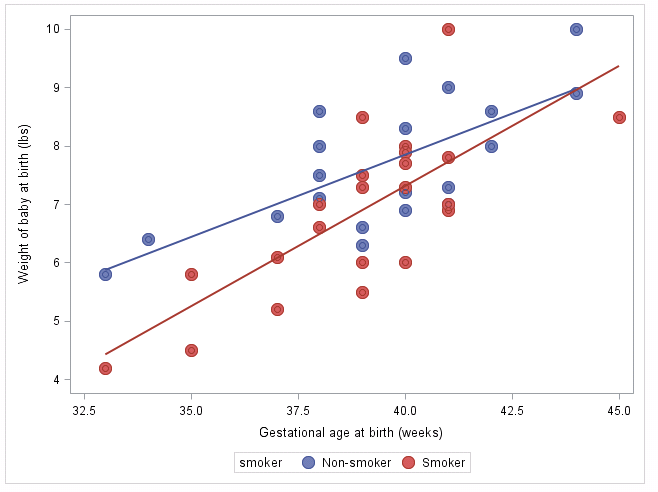 Weight of baby at birth (lbs)
10
9
8
7
6
5
4
32.5 35.0 37.5 40.0 42.5 45.0
Gestational age at birth (weeks)
smoker Non-smoker Smoker